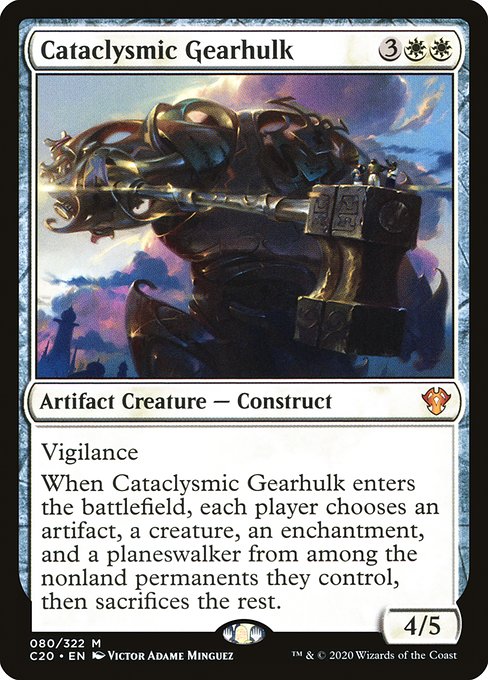 Cataclysmic Gearhulk 3
Artifact Creature — Construct
Vigilance
When Cataclysmic Gearhulk enters
the battlefield, each player chooses an
artifact, a creature, an enchantment,
and a planeswalker from among the
nonland permanents they control,
then sacrifices the rest.
4/5
080/322 M
C20 • EN Victor Adame Minguez ™ & © 2020 Wizards of the Coast